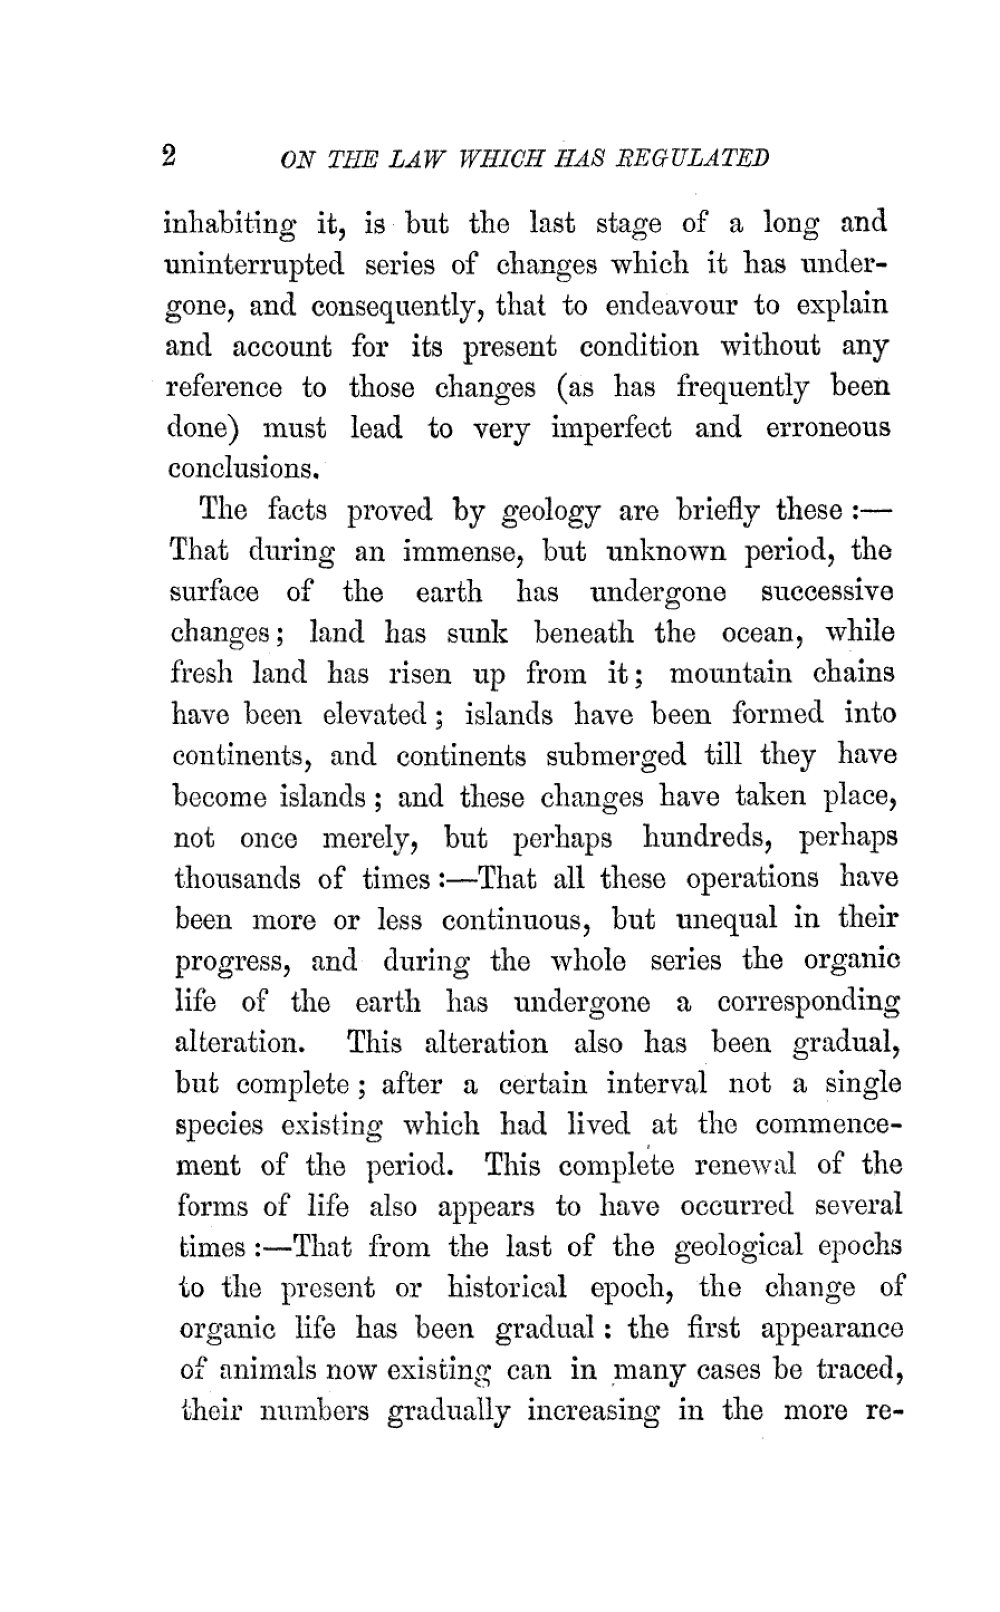 2 ON THE LAW WHICH HAS REGULATED
inhabiting it, is but the last stage of a long and
uninterrupted series of changes which it has under-
gone, and consequently, that to endeavour to explain
and account for its present condition without any
reference to those changes (as has frequently been
done) must lead to very imperfect and erroneous
conclusions.
The facts proved by geology are briefly these :—
That during an immense, but unknown period, the
surface of the earth has undergone successive
changes; land has sunk beneath the ocean, while
fresh land has risen up from it; mountain chains
have been elevated; islands have been formed into
continents, and continents submerged till they have
become islands; and these changes have taken place,
not once merely, but perhaps hundreds, perhaps
thousands of times:—That all these operations have
been more or less continuous, but unequal in their
progress, and during the whole series the organic
life of the earth has undergone a corresponding
alteration. This alteration also has been gradual,
but complete; after a certain interval not a single
species existing which had lived at the commence-
ment of the period. This complete renewal of the
forms of life also appears to have occurred several
times:—That from the last of the geological epochs
to the present or historical epoch, the change of
organic life has been gradual: the first appearance
of animals now existing can in many cases be traced,
their numbers gradually increasing in the more re-